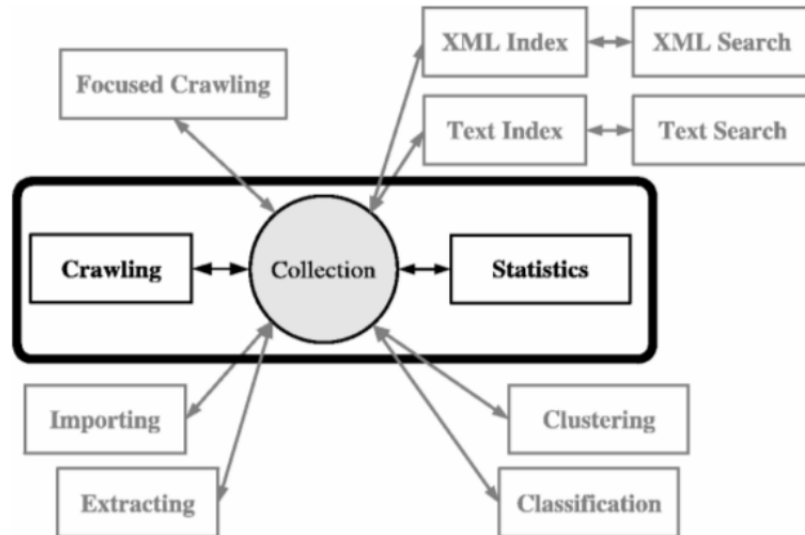 XML Index
XML Search
Focused Crawling
Text Index
Text Search
Crawling
Collection
Statistics
Importing
Clustering
Extracting
Classification